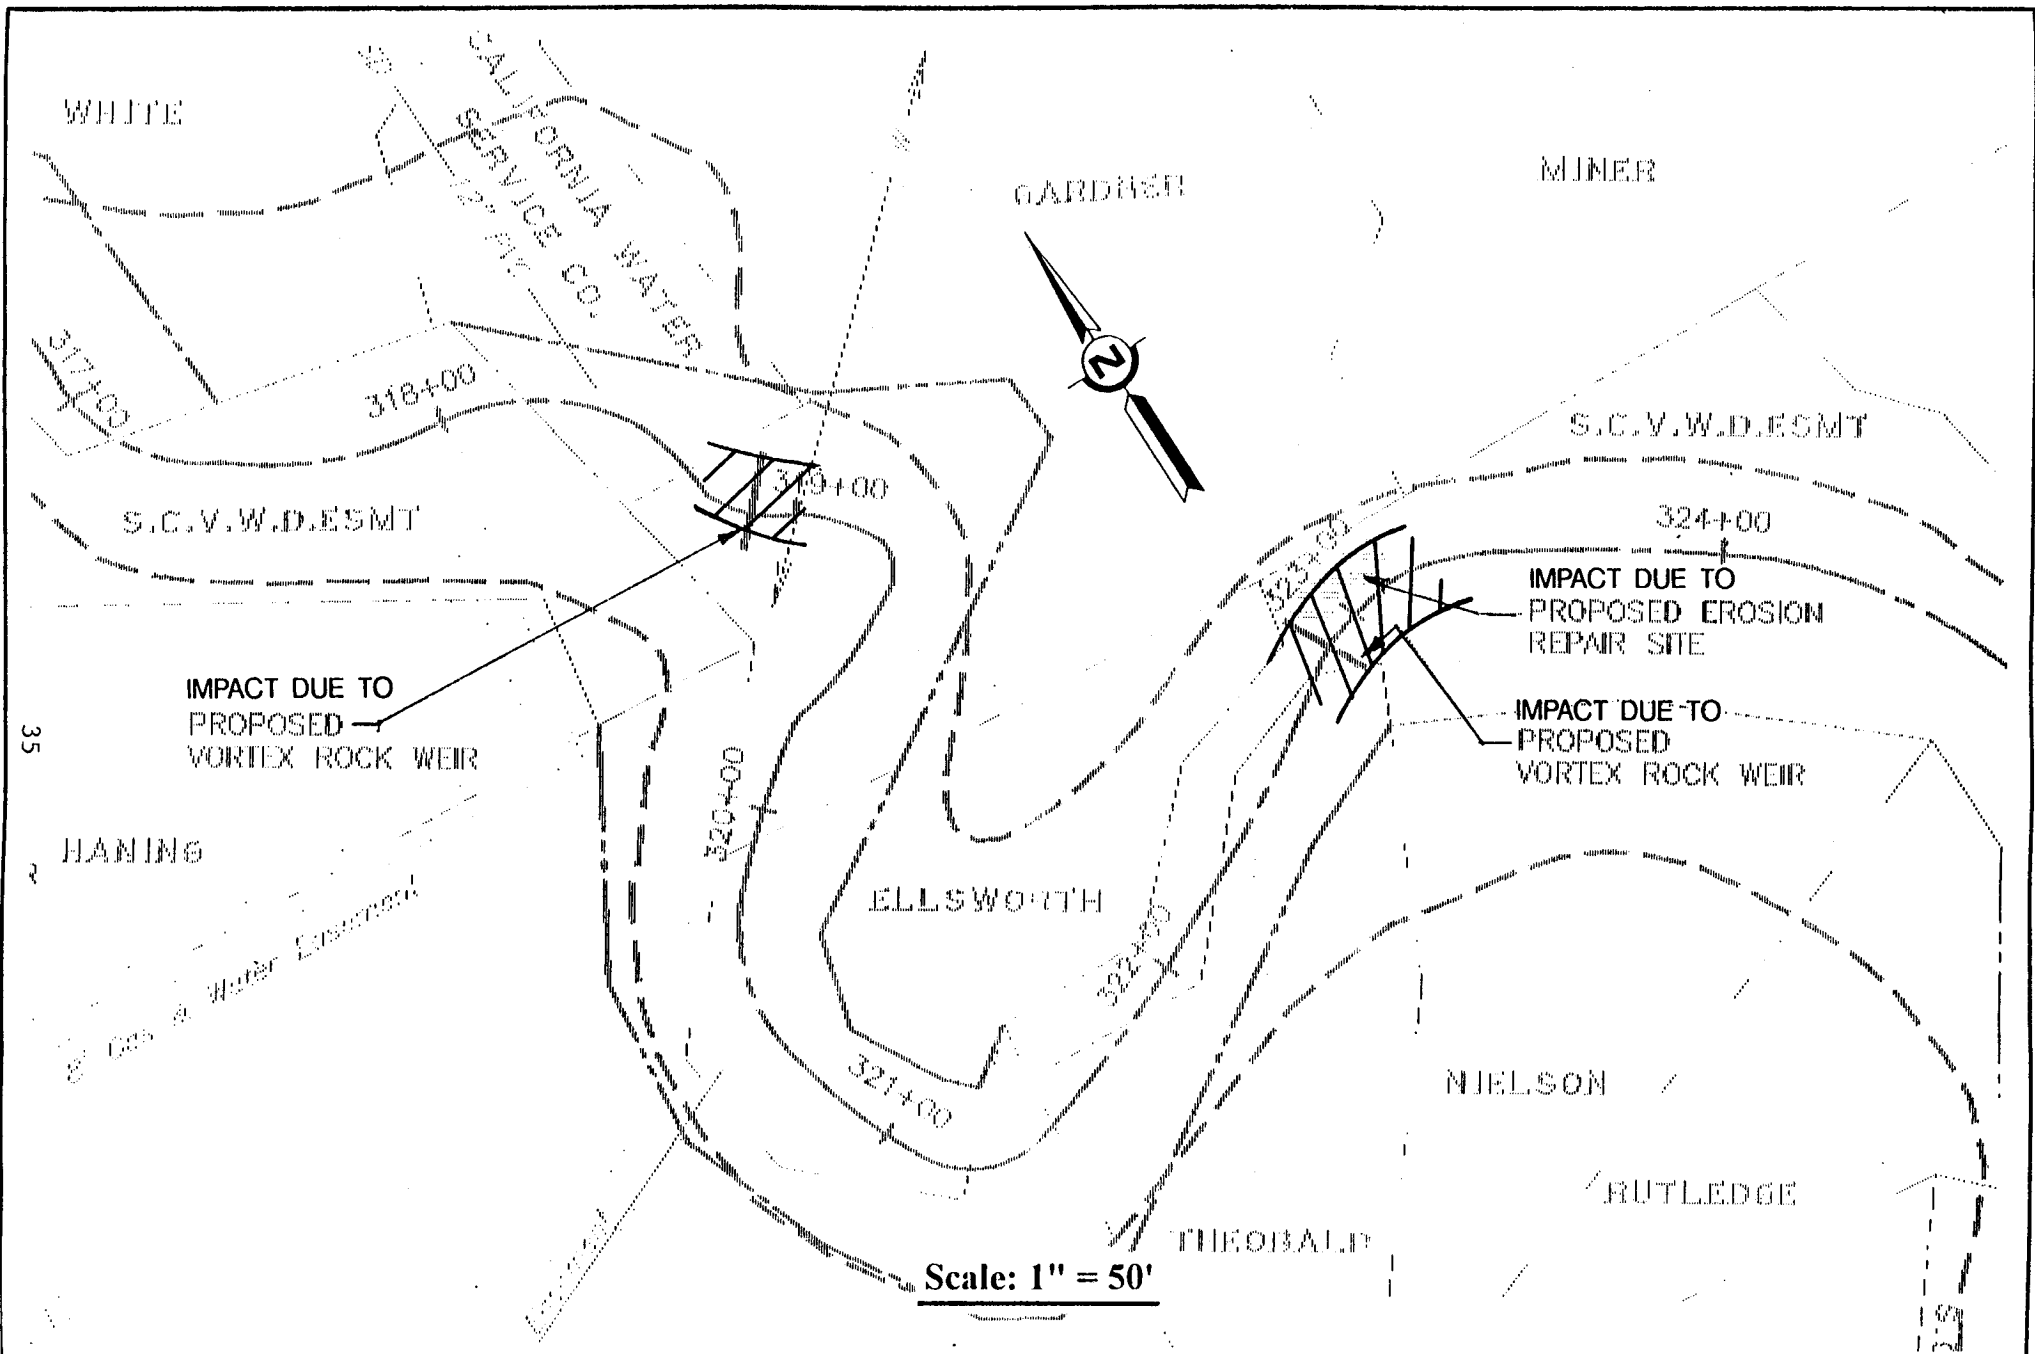 WHITE
CALIFORNIA WATER
SERVICE CO.
GARDNER
MINER
N
317+00
318+00
319+00
S.C.V.W.D.ESMT
S.C.V.W.D.ESMT
323+00
324+00
IMPACT DUE TO
PROPOSED EROSION
REPAIR SITE
IMPACT DUE TO
PROPOSED
VORTEX ROCK WEIR
IMPACT DUE TO
PROPOSED
VORTEX ROCK WEIR
35
320+00
HANING
ELLSWORTH
322+00
Gas & Water Easement
321+00
NIELSON
RUTLEDGE
THEOBALD
Scale: 1" = 50'